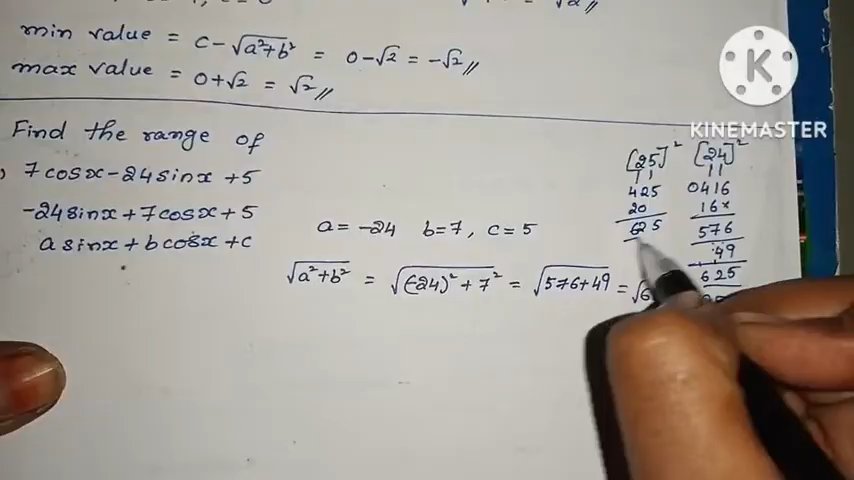 min value = c-√a²+b² = 0-√2 = -√2 //
max value = 0+√2 = √2 //
Find the range of
7cosx-24sinx+5
-24sinx+7cosx+5
asinx+bcosx+c
a=-24 b=7, c=5
√a²+b² = √(-24)²+7² = √576+49 = √6
[25]²
425
20
625
[24]²
0416
16×
576
49
625
K
KINEMASTER